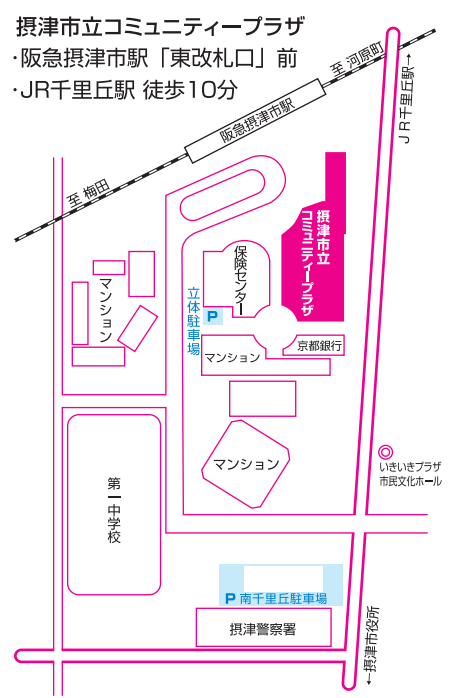 摂津市立コミュニティープラザ
・阪急摂津市駅「東改札口」前
・JR千里丘駅 徒歩10分
至 河原町
JR千里丘駅→
阪急摂津市駅
至 梅田
摂津市立
コミュニティープラザ
保険センター
マンション
立体駐車場
P
京都銀行
マンション
マンション
いきいきプラザ
市民文化ホール
第一中学校
P 南千里丘駐車場
摂津警察署
←摂津市役所